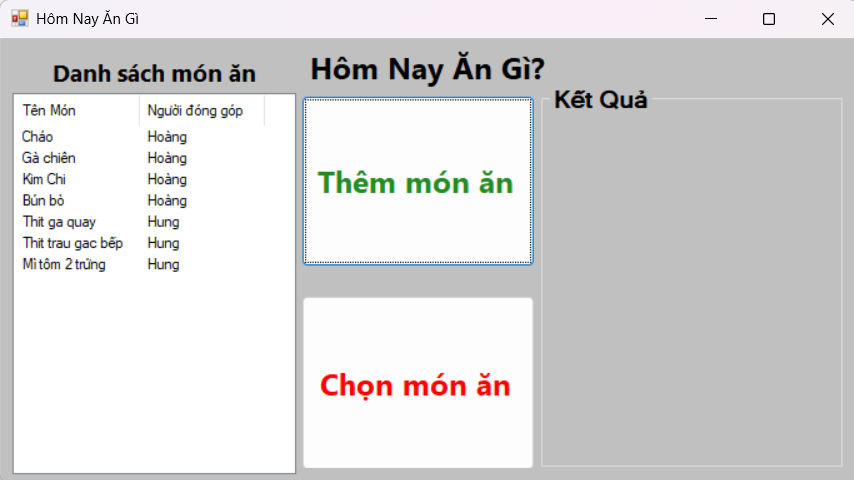 Hôm Nay Ăn Gì
Hôm Nay Ăn Gì?
Danh sách món ăn
Tên Món Người đóng góp
Cháo Hoàng
Gà chiên Hoàng
Kim Chi Hoàng
Bún bò Hoàng
Thit ga quay Hung
Thit trau gac bếp Hung
Mì tôm 2 trứng Hung
Thêm món ăn
Chọn món ăn
Kết Quả